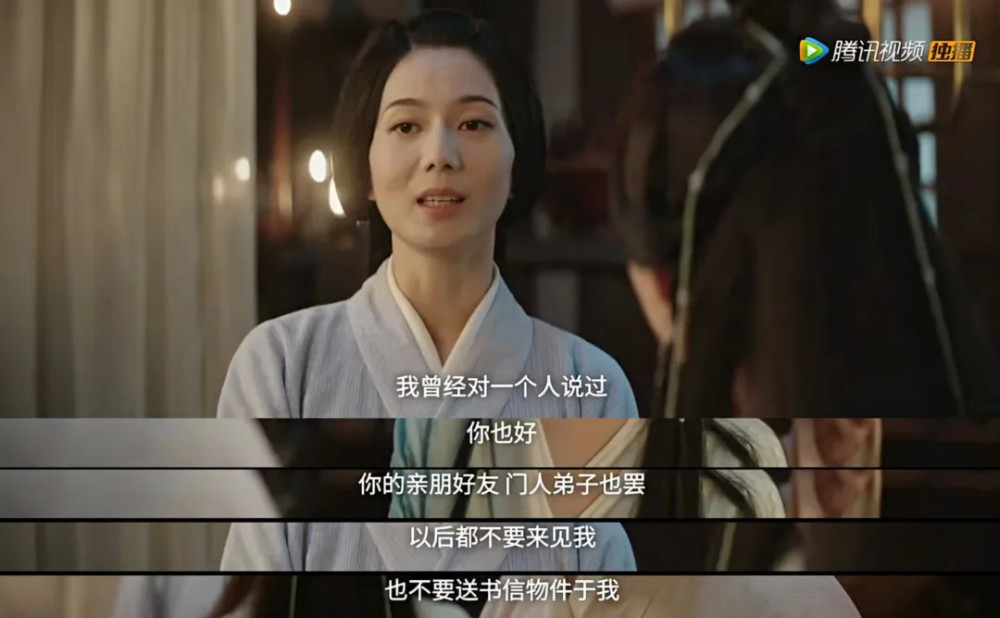 腾讯视频 独播
我曾经对一个人说过
你也好
你的亲朋好友 门人弟子也罢
以后都不要来见我
也不要送书信物件于我